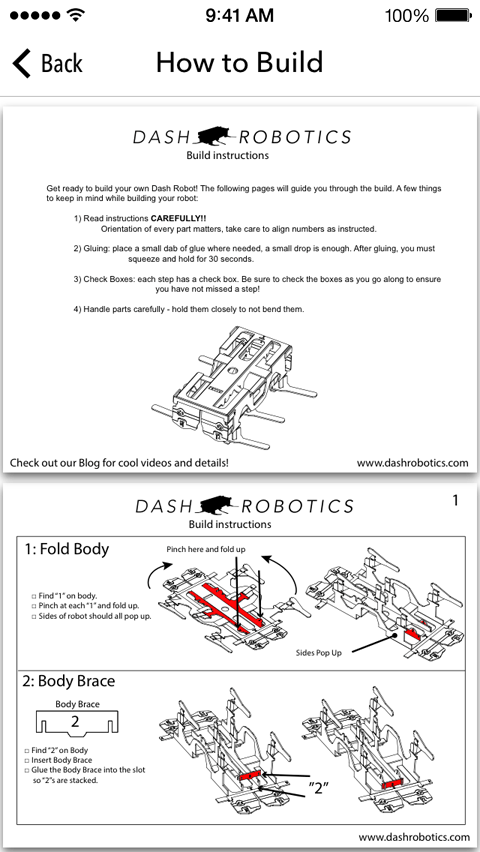 9:41 AM
100%
Back
How to Build
DASH ROBOTICS
Build instructions
Get ready to build your own Dash Robot! The following pages will guide you through the build. A few things
to keep in mind while building your robot:
1) Read instructions CAREFULLY!!
Orientation of every part matters, take care to align numbers as instructed.
2) Gluing: place a small dab of glue where needed, a small drop is enough. After gluing, you must
squeeze and hold for 30 seconds.
3) Check Boxes: each step has a check box. Be sure to check the boxes as you go along to ensure
you have not missed a step!
4) Handle parts carefully - hold them closely to not bend them.
Check out our Blog for cool videos and details!
www.dashrobotics.com
DASH ROBOTICS
1
Build instructions
1: Fold Body
Pinch here and fold up
□ Find "1" on body.
□ Pinch at each "1" and fold up.
□ Sides of robot should all pop up.
Sides Pop Up
2: Body Brace
Body Brace
2
□ Find "2" on Body
□ Insert Body Brace
□ Glue the Body Brace into the slot
so "2"s are stacked.
"2"
www.dashrobotics.com